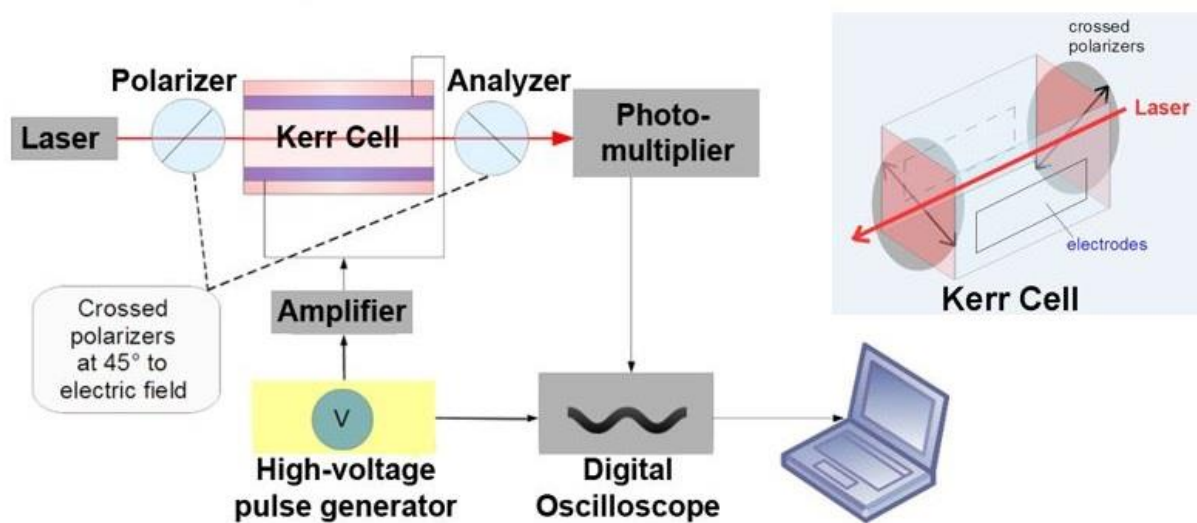 Polarizer
Analyzer
Laser
Kerr Cell
Photo-
multiplier
Crossed
polarizers
at 45° to
electric field
Amplifier
V
High-voltage
pulse generator
Digital
Oscilloscope
crossed
polarizers
Laser
electrodes
Kerr Cell